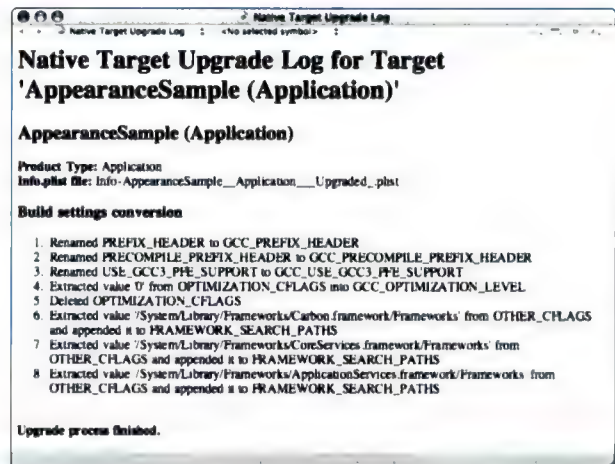 Native Target Upgrade Log
Native Target Upgrade Log <No selected symbol>
Native Target Upgrade Log for Target
'AppearanceSample (Application)'
AppearanceSample (Application)
Product Type: Application
Info.plist file: Info-AppearanceSample__Application___Upgraded_.plist
Build settings conversion
1. Renamed PREFIX_HEADER to GCC_PREFIX_HEADER
2 Renamed PRECOMPILE_PREFIX_HEADER to GCC_PRECOMPILE_PREFIX_HEADER
3. Renamed USE_GCC3_PFE_SUPPORT to GCC_USE_GCC3_PFE_SUPPORT
4. Extracted value '0' from OPTIMIZATION_CFLAGS into GCC_OPTIMIZATION_LEVEL
5 Deleted OPTIMIZATION_CFLAGS
6. Extracted value '/System/Library/Frameworks/Carbon.framework/Frameworks' from OTHER_CFLAGS
and appended it to FRAMEWORK_SEARCH_PATHS
7 Extracted value '/System/Library/Frameworks/CoreServices.framework/Frameworks' from
OTHER_CFLAGS and appended it to FRAMEWORK_SEARCH_PATHS
8 Extracted value '/System/Library/Frameworks/ApplicationServices.framework/Frameworks' from
OTHER_CFLAGS and appended it to FRAMEWORK_SEARCH_PATHS
Upgrade process finished.